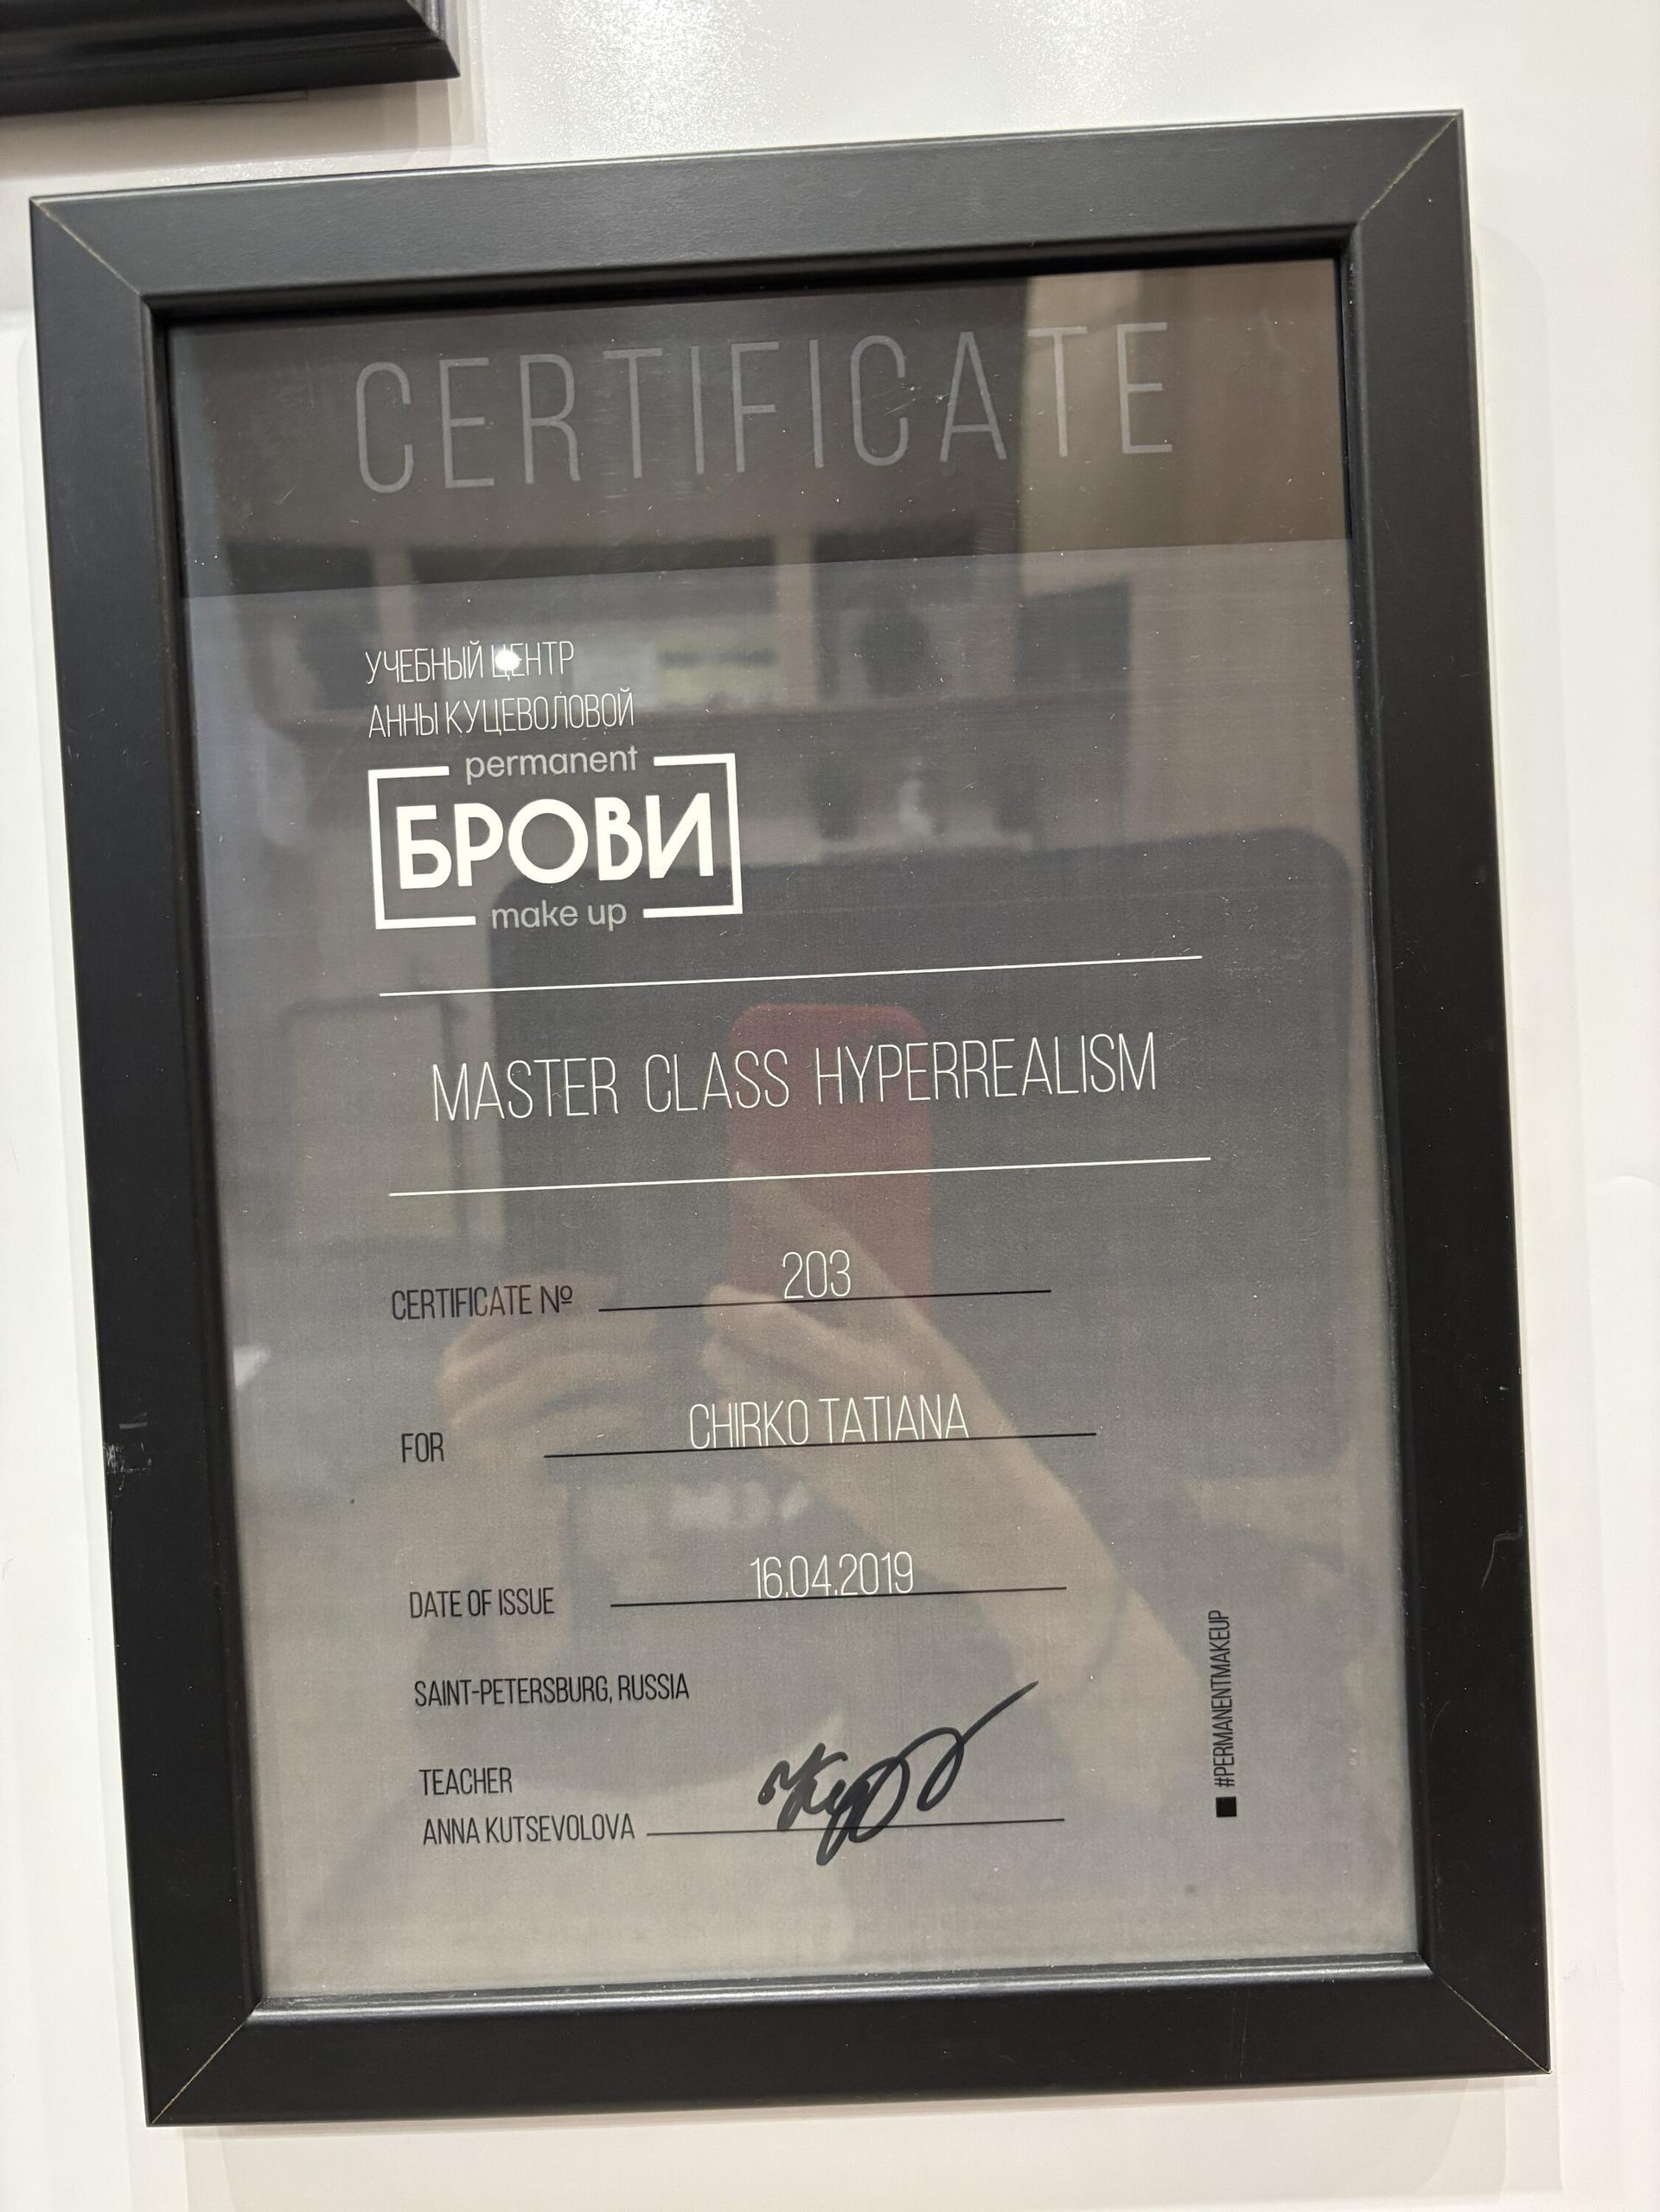 CERTIFICATE
УЧЕБНЫЙ ЦЕНТР
АННЫ КУЦЕВОЛОВОЙ
permanent
БРОВИ
make up
MASTER CLASS HYPERREALISM
CERTIFICATE № 203
FOR CHIRKO TATIANA
DATE OF ISSUE 16.04.2019
SAINT-PETERSBURG, RUSSIA
TEACHER
ANNA KUTSEVOLOVA
#PERMANENTMAKEUP